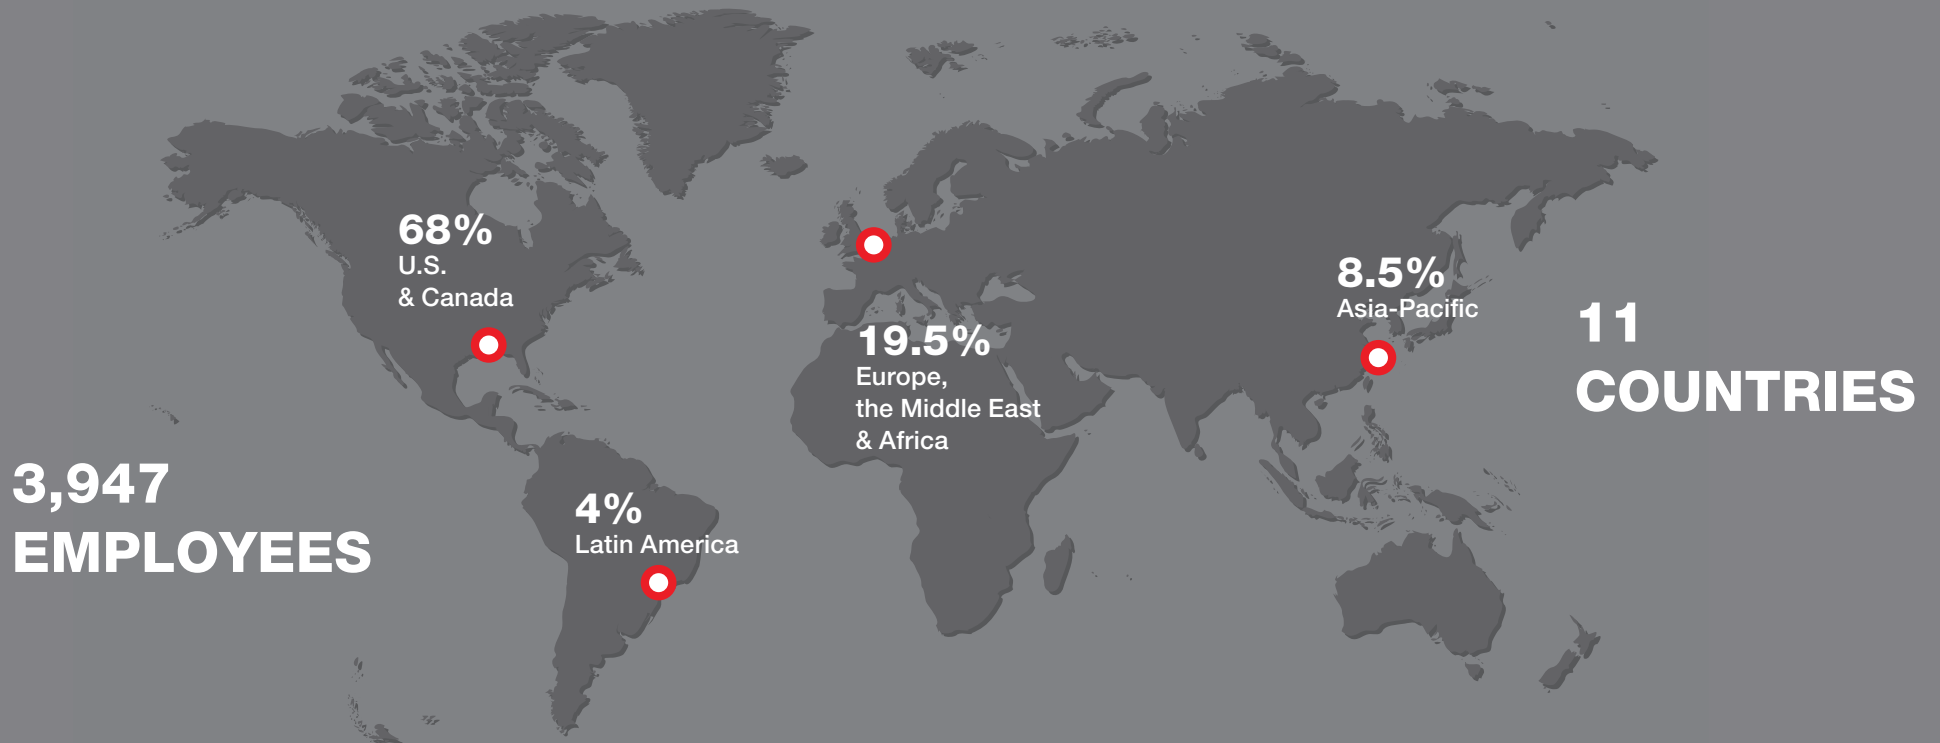 68%
U.S.
& Canada
8.5%
Asia-Pacific
11
COUNTRIES
19.5%
Europe,
the Middle East
& Africa
3,947
EMPLOYEES
4%
Latin America